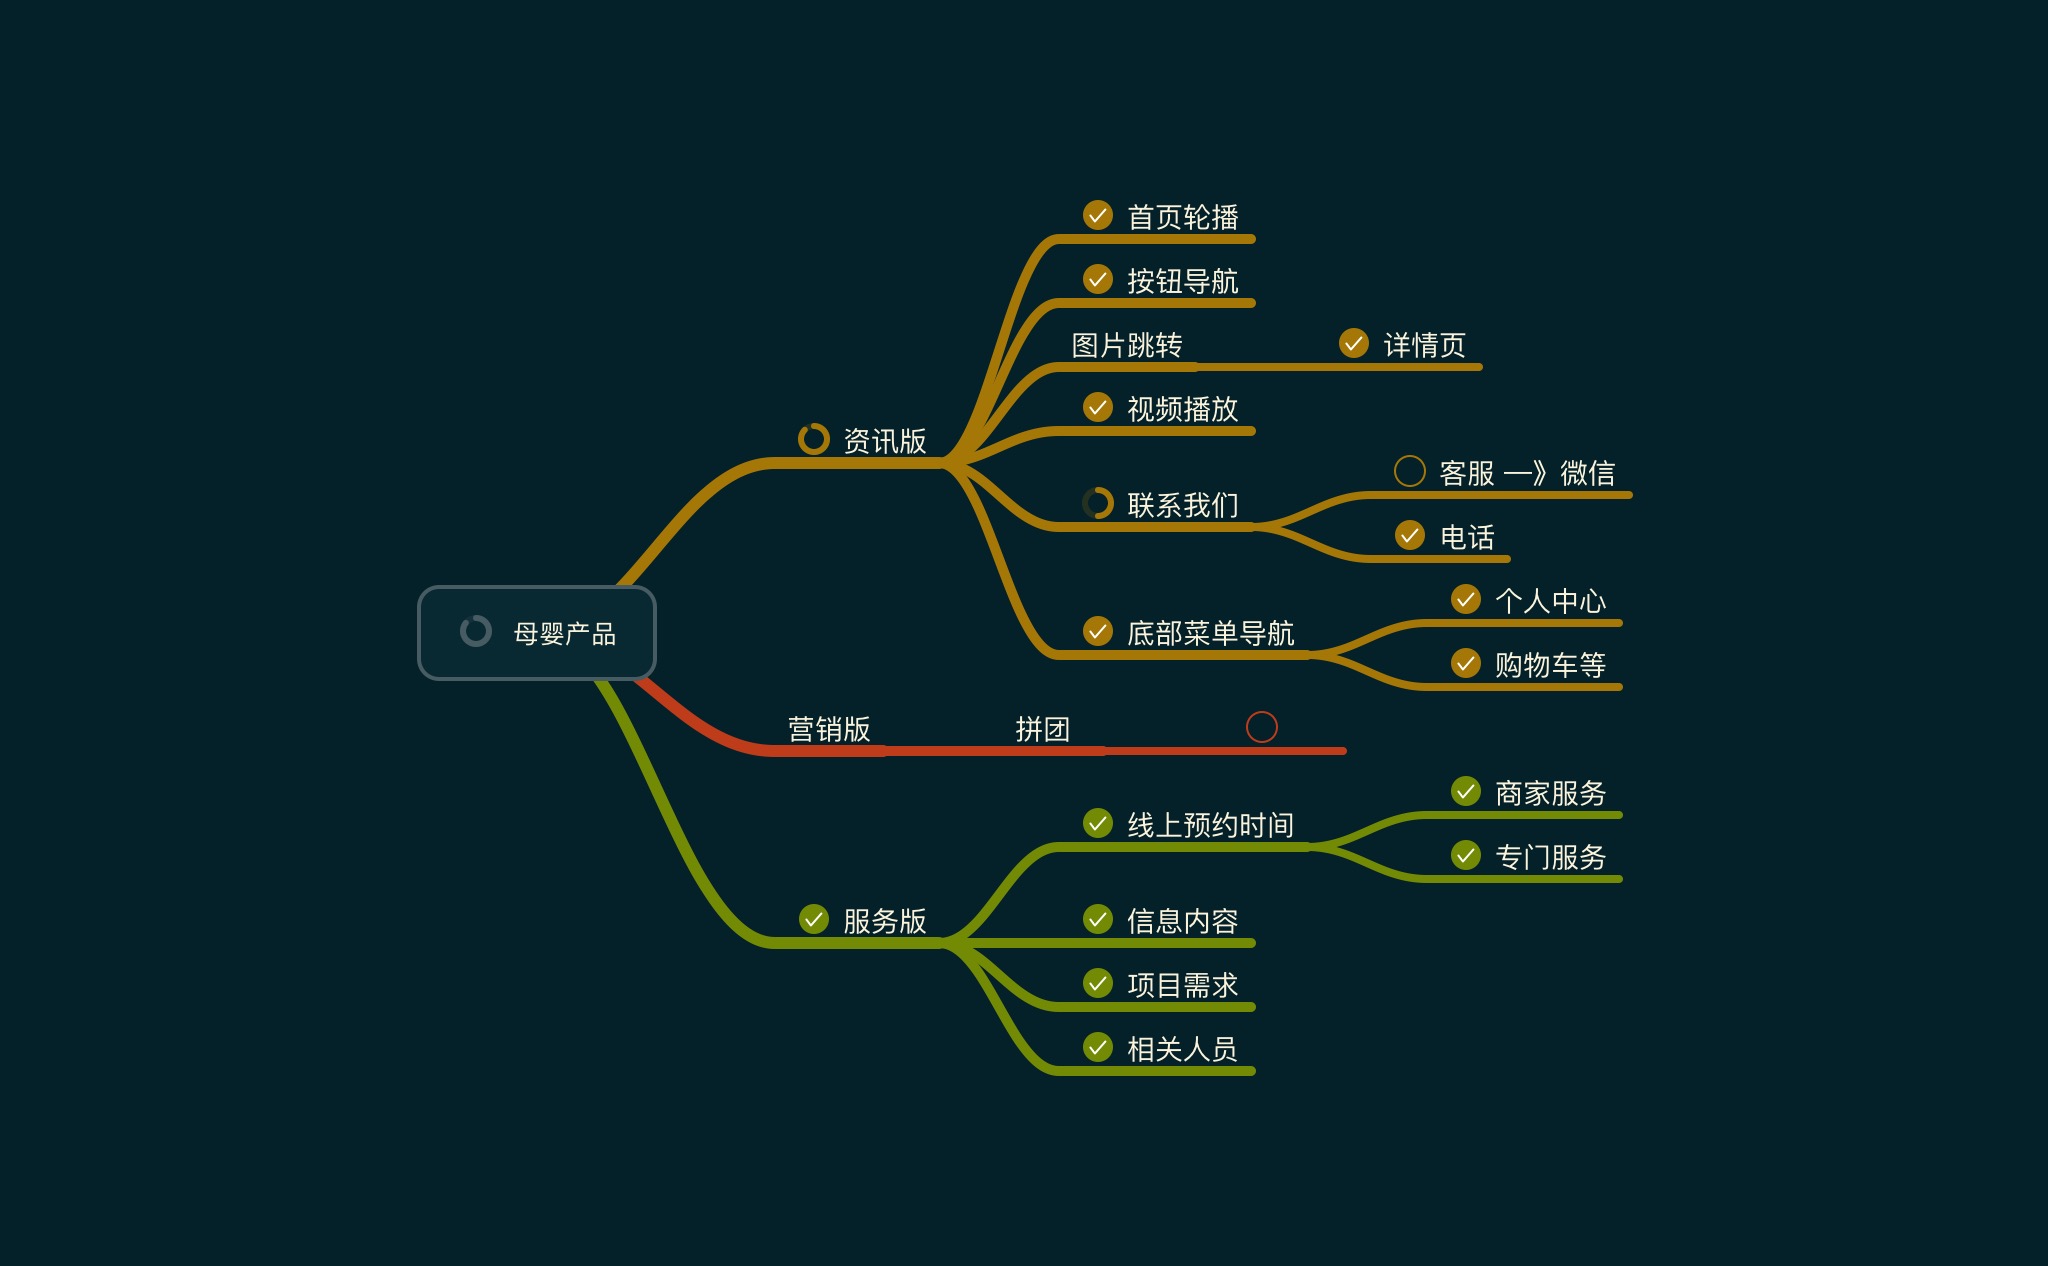 母婴产品
资讯版
首页轮播
按钮导航
图片跳转
详情页
视频播放
联系我们
客服 —》微信
电话
底部菜单导航
个人中心
购物车等
营销版
拼团
服务版
线上预约时间
商家服务
专门服务
信息内容
项目需求
相关人员